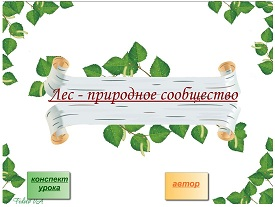 Лес - природное сообщество
конспект
урока
автор